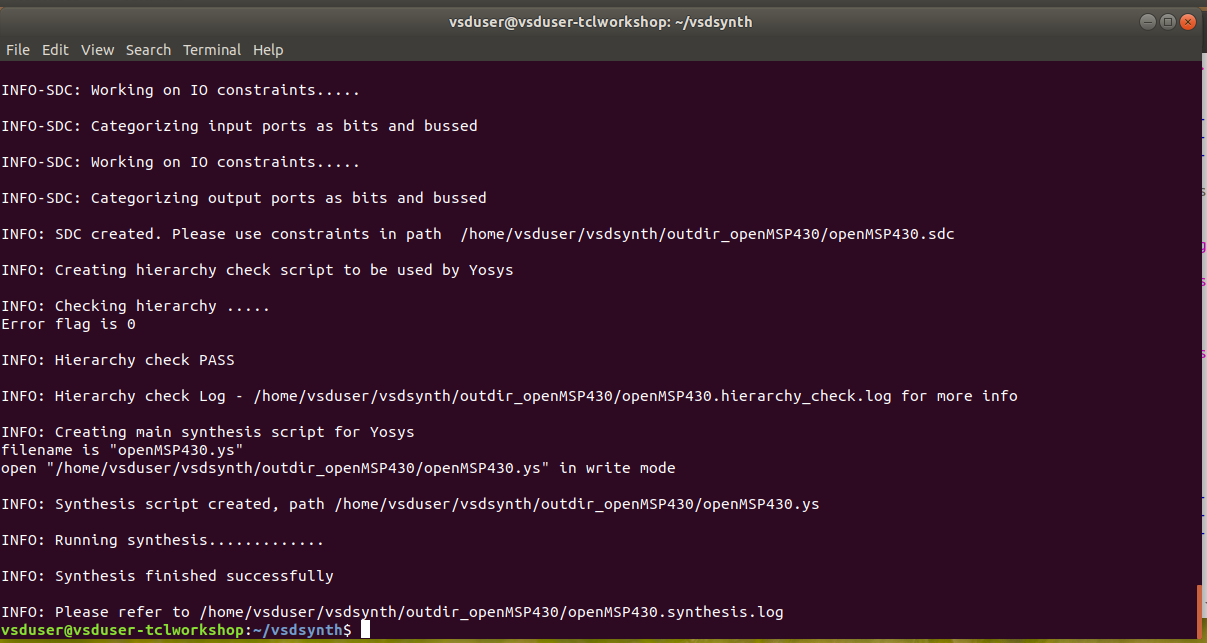 vsduser@vsduser-tclworkshop: ~/vsdsynth
File Edit View Search Terminal Help
INFO-SDC: Working on IO constraints.....
INFO-SDC: Categorizing input ports as bits and bussed
INFO-SDC: Working on IO constraints.....
INFO-SDC: Categorizing output ports as bits and bussed
INFO: SDC created. Please use constraints in path  /home/vsduser/vsdsynth/outdir_openMSP430/openMSP430.sdc
INFO: Creating hierarchy check script to be used by Yosys
INFO: Checking hierarchy .....
Error flag is 0
INFO: Hierarchy check PASS
INFO: Hierarchy check Log - /home/vsduser/vsdsynth/outdir_openMSP430/openMSP430.hierarchy_check.log for more info
INFO: Creating main synthesis script for Yosys
filename is "openMSP430.ys"
open "/home/vsduser/vsdsynth/outdir_openMSP430/openMSP430.ys" in write mode
INFO: Synthesis script created, path /home/vsduser/vsdsynth/outdir_openMSP430/openMSP430.ys
INFO: Running synthesis.............
INFO: Synthesis finished successfully
INFO: Please refer to /home/vsduser/vsdsynth/outdir_openMSP430/openMSP430.synthesis.log
vsduser@vsduser-tclworkshop:~/vsdsynth$